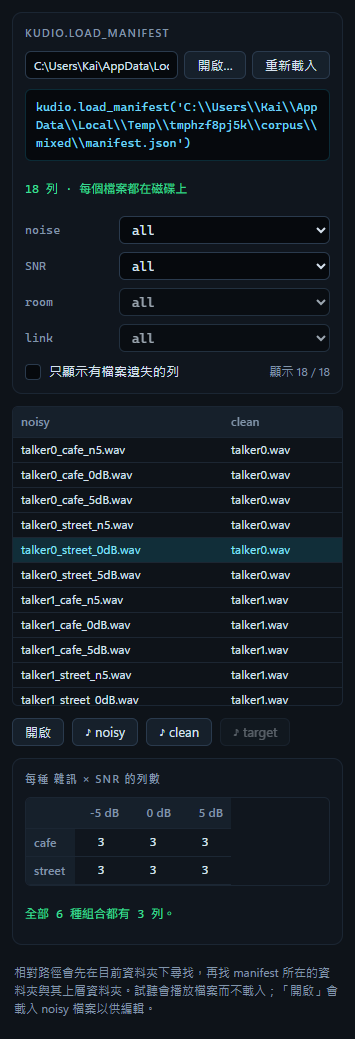 KUDIO.LOAD_MANIFEST
C:\Users\Kai\AppData\Loc 開啟... 重新載入
kudio.load_manifest('C:\\Users\\Kai\\App
Data\\Local\\Temp\\tmphzf8pj5k\\corpus\\
mixed\\manifest.json')
18 列 · 每個檔案都在磁碟上
noise all
SNR all
room all
link all
只顯示有檔案遺失的列 顯示 18 / 18
noisy clean
talker0_cafe_n5.wav talker0.wav
talker0_cafe_0dB.wav talker0.wav
talker0_cafe_5dB.wav talker0.wav
talker0_street_n5.wav talker0.wav
talker0_street_0dB.wav talker0.wav
talker0_street_5dB.wav talker0.wav
talker1_cafe_n5.wav talker1.wav
talker1_cafe_0dB.wav talker1.wav
talker1_cafe_5dB.wav talker1.wav
talker1_street_n5.wav talker1.wav
talker1_street_0dB.wav talker1.wav
開啟 ♪ noisy ♪ clean ♪ target
每種 雜訊 × SNR 的列數
-5 dB 0 dB 5 dB
cafe 3 3 3
street 3 3 3
全部 6 種組合都有 3 列。
相對路徑會先在目前資料夾下尋找，再找 manifest 所在的資
料夾與其上層資料夾。試聽會播放檔案而不載入；「開啟」會
載入 noisy 檔案以供編輯。